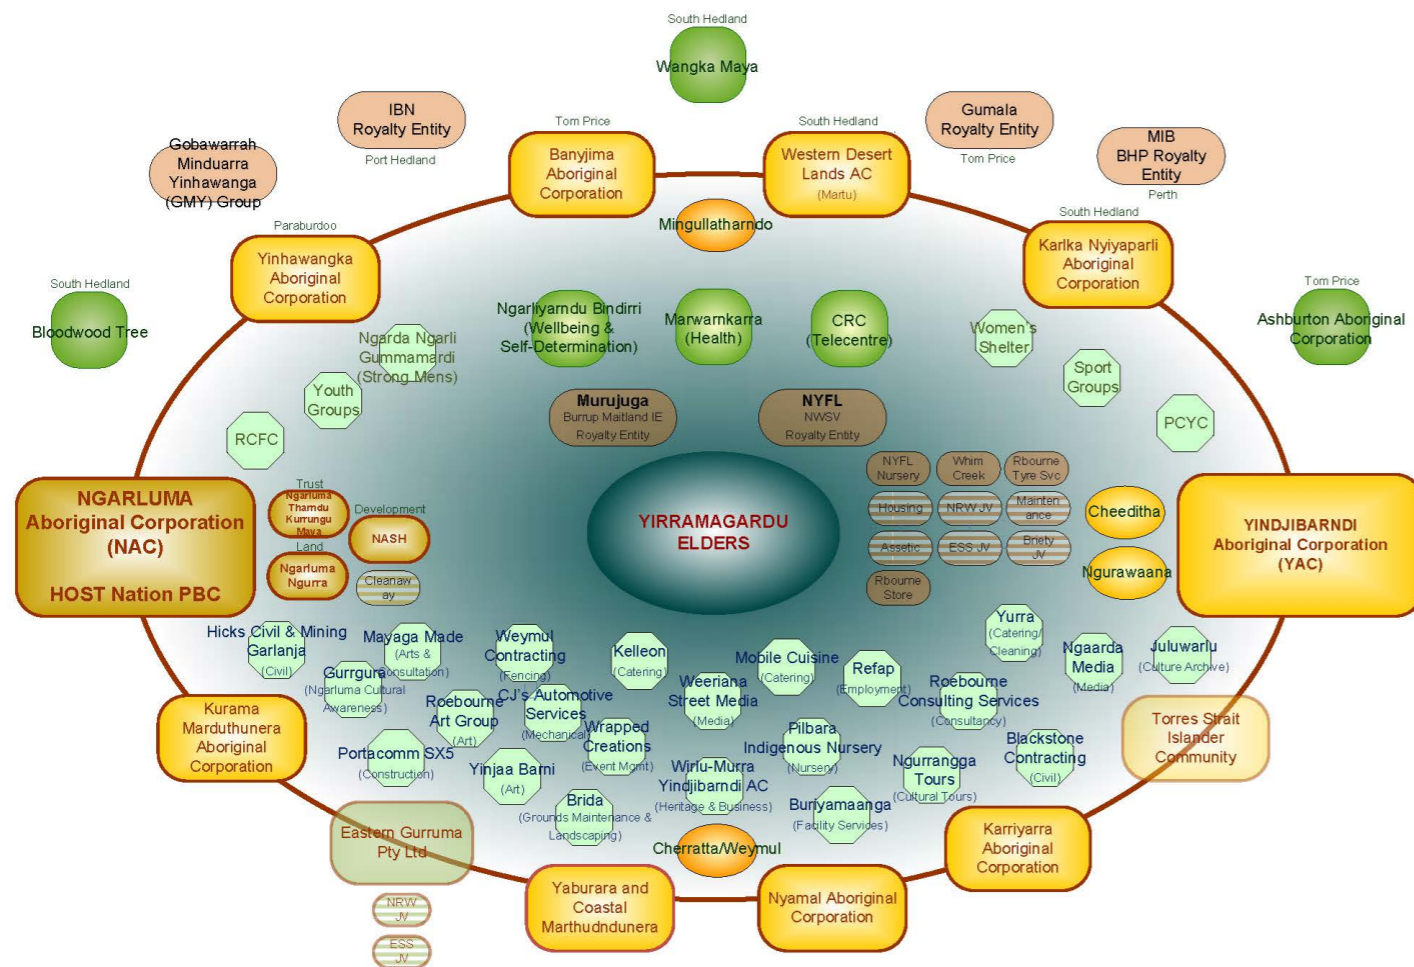 South Hedland
Wangka Maya
IBN
Royalty Entity
Port Hedland
Gumala
Royalty Entity
Tom Price
MIB
BHP Royalty
Entity
Perth
Gobawarrah
Minduarra
Yinhawanga
(GMY) Group
Tom Price
Banyjima
Aboriginal
Corporation
South Hedland
Western Desert
Lands AC
(Martu)
Paraburdoo
Yinhawangka
Aboriginal
Corporation
Mingullatharndo
South Hedland
Karlka Nyiyaparli
Aboriginal
Corporation
South Hedland
Bloodwood Tree
Tom Price
Ashburton Aboriginal
Corporation
Ngarda Ngarli
Gummamardi
(Strong Mens)
Ngarliyarndu Bindirri
(Wellbeing &
Self-Determination)
Marwarnkarra
(Health)
CRC
(Telecentre)
Women's
Shelter
Sport
Groups
Youth
Groups
RCFC
PCYC
Murujuga
Burrup Maitland IE
Royalty Entity
NYFL
NWSV
Royalty Entity
NGARLUMA
Aboriginal Corporation
(NAC)
HOST Nation PBC
Trust
Ngarluma
Tharndu
Kurrungu
Maya
Development
NASH
Land
Ngarluma
Ngurra
Cleanaw
ay
YIRRAMAGARDU
ELDERS
NYFL
Nursery
Whim
Creek
Rbourne
Tyre Svc
Housing
NRW JV
Mainten
ance
Assetic
ESS JV
Briety
JV
Rbourne
Store
Cheeditha
Ngurawaana
YINDJIBARNDI
Aboriginal Corporation
(YAC)
Hicks Civil & Mining
Garlanja
(Civil)
Mayaga Made
(Arts &
Consultation)
Gurrgura
(Ngarluma Cultural
Awareness)
Weymul
Contracting
(Fencing)
Kelleon
(Catering)
Mobile Cuisine
(Catering)
Refap
(Employment)
Yurra
(Catering/
Cleaning)
Ngaarda
Media
(Media)
Juluwarlu
(Culture Archive)
Roebourne
Art Group
(Art)
CJ's Automotive
Services
(Mechanical)
Weeriana
Street Media
(Media)
Roebourne
Consulting Services
(Consultancy)
Portacomm SX5
(Construction)
Yinjaa Barni
(Art)
Wrapped
Creations
(Event Mgmt)
Pilbara
Indigenous Nursery
(Nursery)
Blackstone
Contracting
(Civil)
Brida
(Grounds Maintenance &
Landscaping)
Wirlu-Murra
Yindjibarndi AC
(Heritage & Business)
Ngurrangga
Tours
(Cultural Tours)
Buriyamaanga
(Facility Services)
Kurama
Marduthunera
Aboriginal
Corporation
Torres Strait
Islander
Community
Eastern Gurruma
Pty Ltd
Cherratta/Weymul
Karriyarra
Aboriginal
Corporation
Yaburara and
Coastal
Marthudndunera
Nyamal Aboriginal
Corporation
NRW
JV
ESS
JV